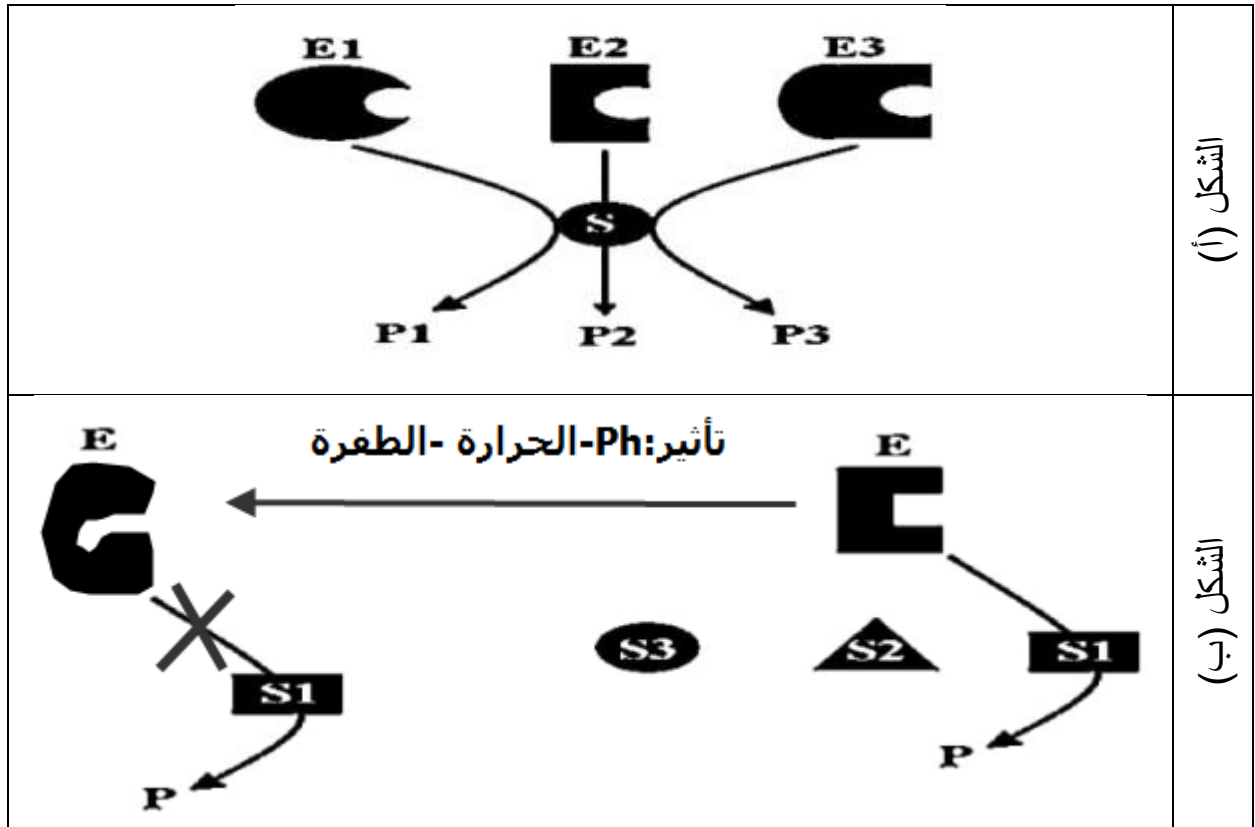 E1 E2 E3
S
P1 P2 P3
الشكل (أ)
E تأثير:Ph-الحرارة -الطفرة E
S3 S2 S1
S1
P
P
الشكل (ب)